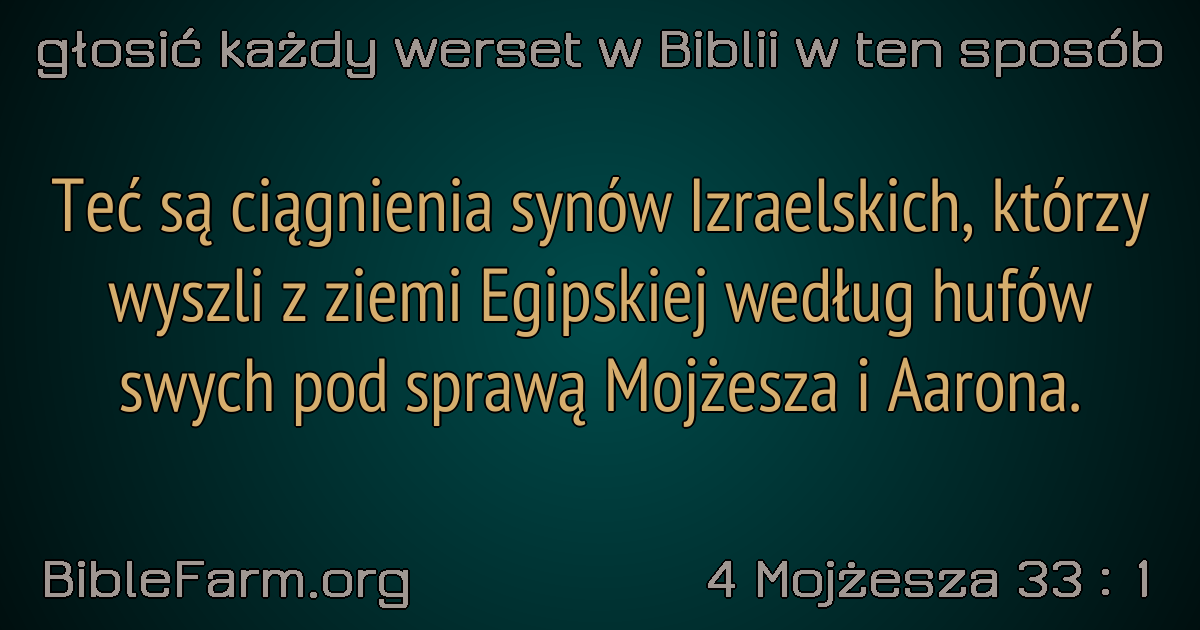 głosić każdy werset w Biblii w ten sposób
Teć są ciągnienia synów Izraelskich, którzy
wyszli z ziemi Egipskiej według hufów
swych pod sprawą Mojżesza i Aarona.
BibleFarm.org
4 Mojżesza 33 : 1